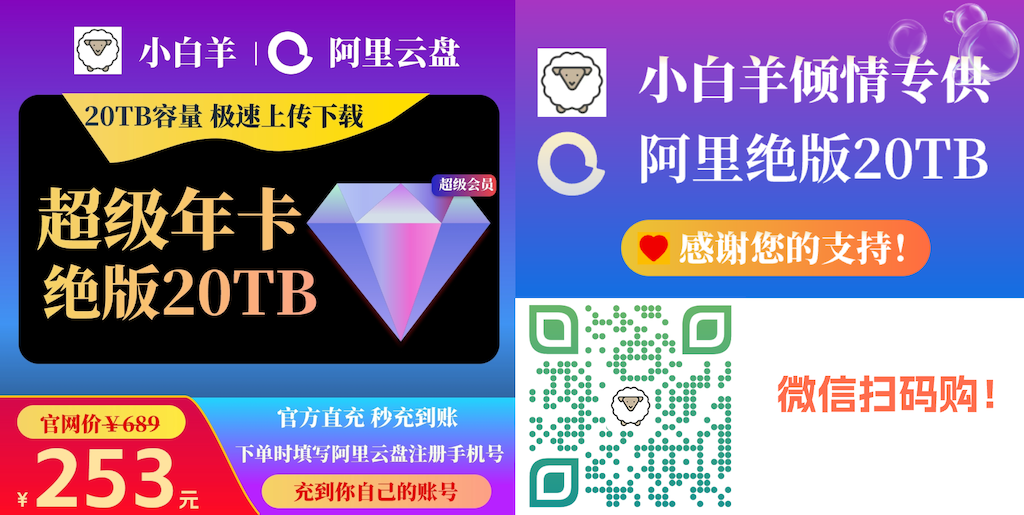 小白羊 | 阿里云盘
20TB容量 极速上传下载
超级会员
超级年卡
绝版20TB
官网价￥689
￥253元
官方直充 秒充到账
下单时填写阿里云盘注册手机号
充到你自己的账号
小白羊倾情专供
阿里绝版20TB
感谢您的支持！
微信扫码购！